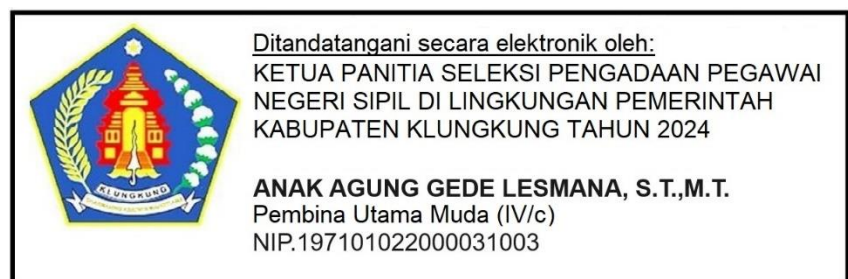 Ditandatangani secara elektronik oleh:
KETUA PANITIA SELEKSI PENGADAAN PEGAWAI
NEGERI SIPIL DI LINGKUNGAN PEMERINTAH
KABUPATEN KLUNGKUNG TAHUN 2024
ANAK AGUNG GEDE LESMANA, S.T.,M.T.
Pembina Utama Muda (IV/c)
NIP.197101022000031003
KLUNGKUNG